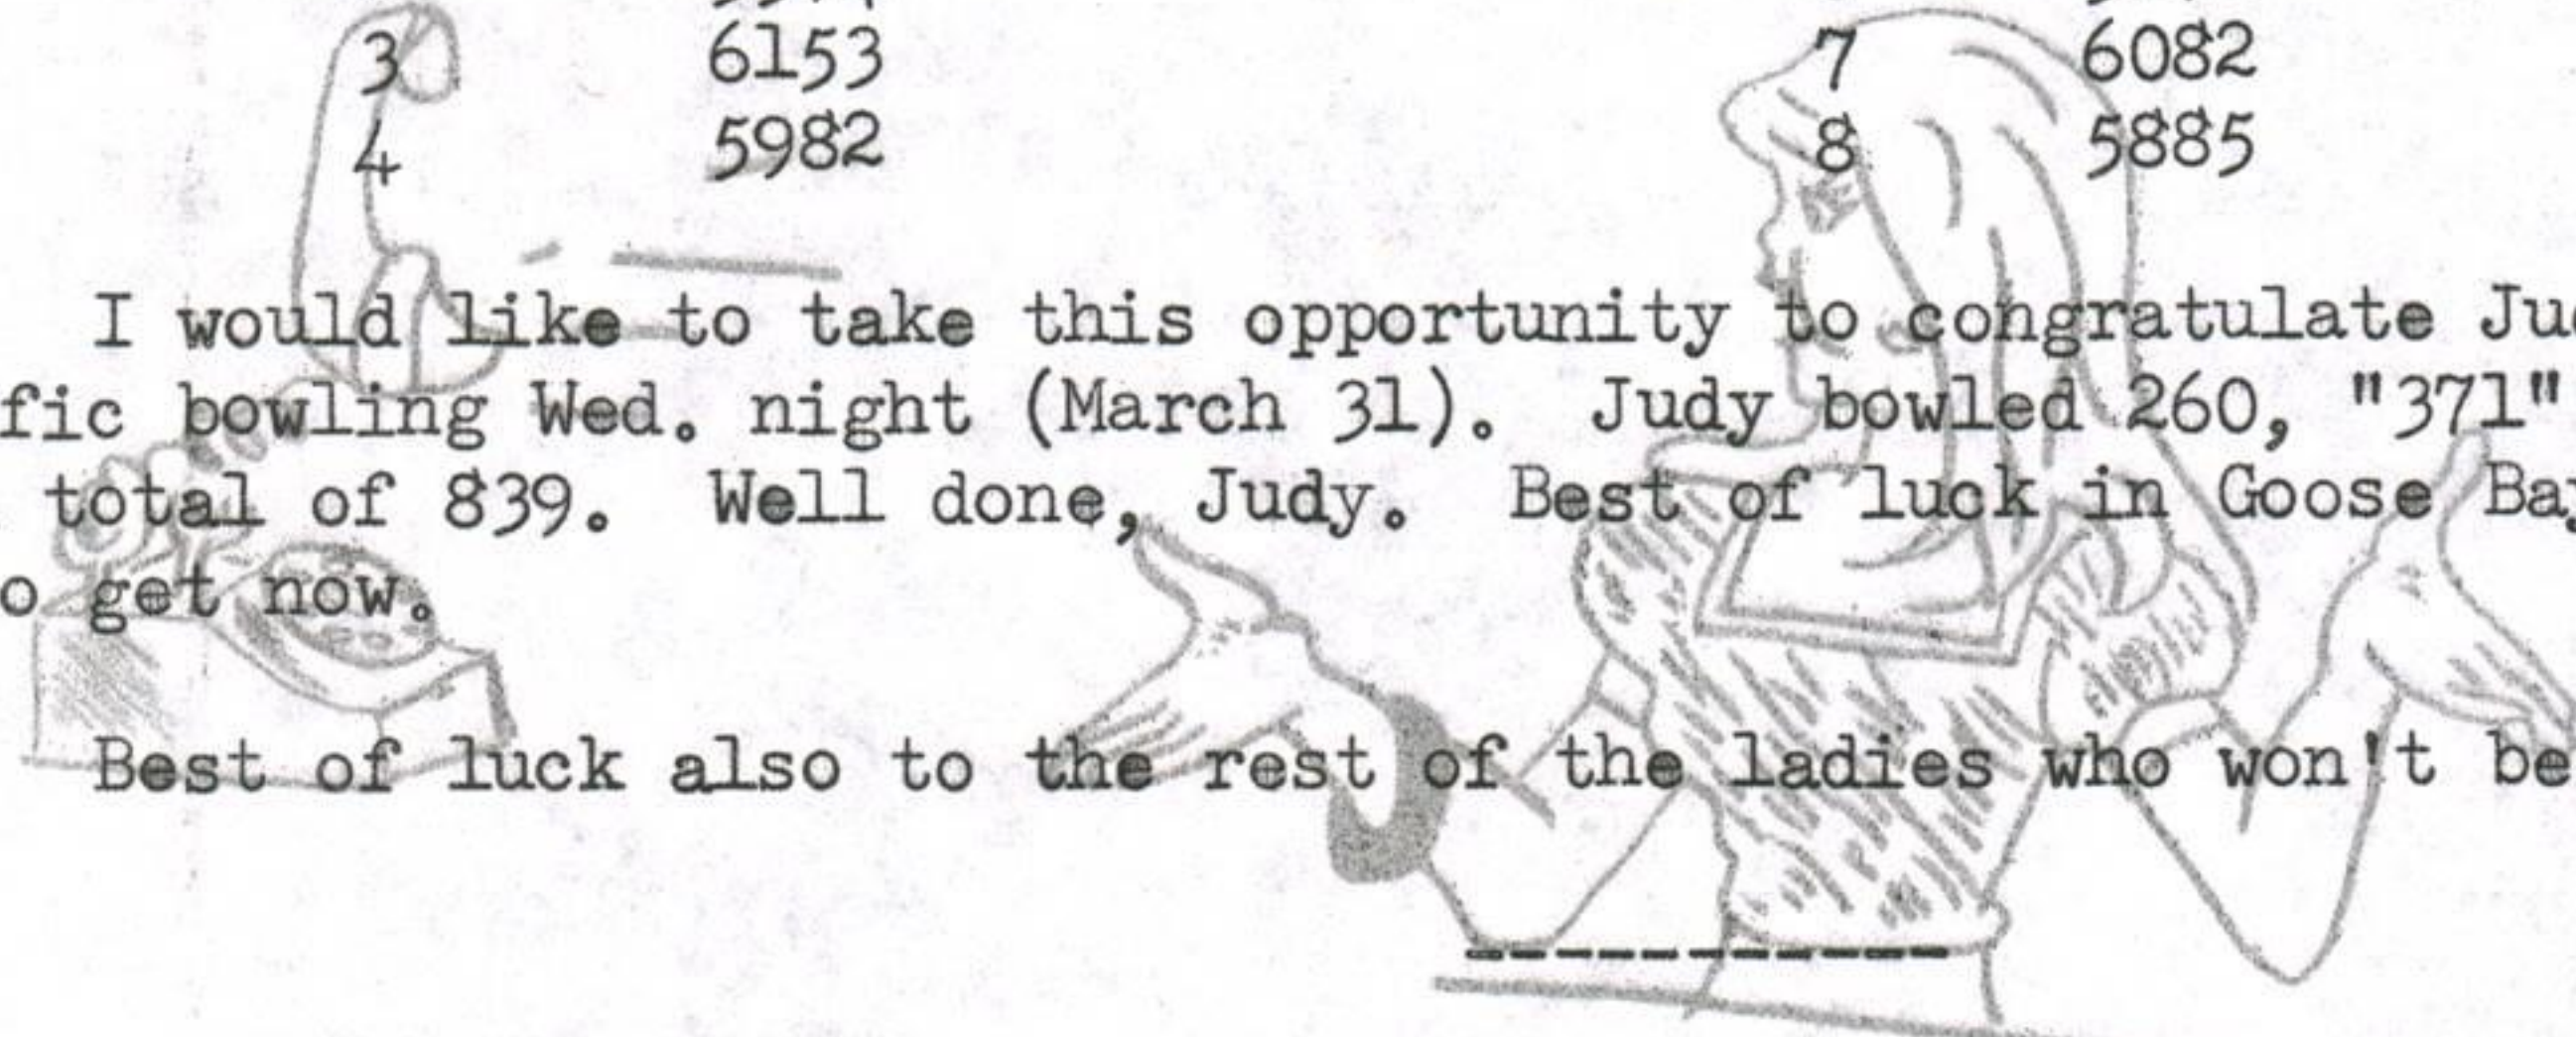 3 6153 7 6082
4 5982 8 5885
I would like to take this opportunity to congratulate
fic bowling Wed. night (March 31). Judy bowled 260, "371"
total of 839. Well done, Judy. Best of luck in Goose Bay
o get now.
Best of luck also to the rest of the ladies who won't be